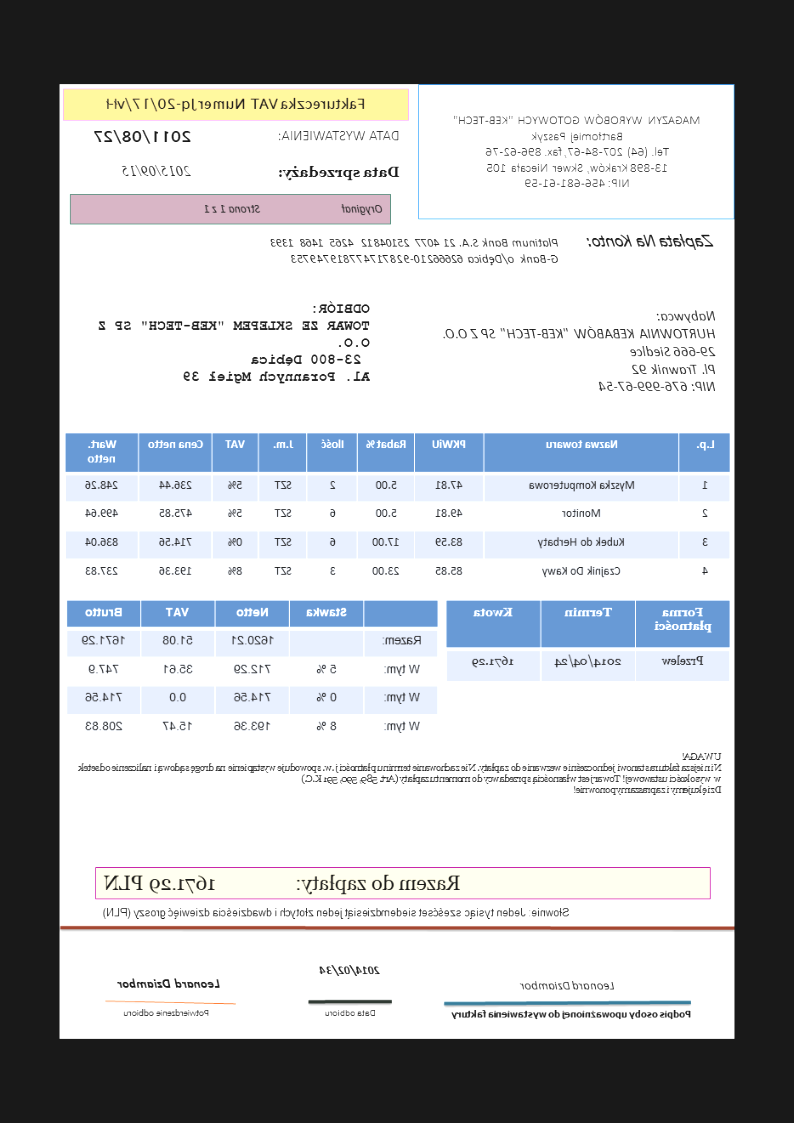 MAGAZYN WYROBÓW GOTOWYCH "KEB-TECH"
Bartłomiej Paszyk
Tel. (64) 207-84-67, fax. 896-62-76
13-898 Kraków, Skwer Niecała 105
NIP: 456-681-61-59
Faktureczka VAT Numer Jq-20/17/vH
DATA WYSTAWIENIA: 2011/08/27
Data sprzedaży: 2015/09/15
Oryginał Strona 1 z 1
Zapłata Na Konto: Platinum Bank S.A. 21 4077 25104812 4265 1468 1393
G-Bank o/Dębica 62666210-928717477819749753
Nabywca:
HURTOWNIA KEBABÓW "KEB-TECH" SP Z O.O.
29-666 Siedlce
Pl. Trawnik 92
NIP: 676-999-67-54
ODBIÓR:
TOWAR ZE SKLEPEM "KEB-TECH" SP Z
O.O.
23-800 Dębica
Al. Porannych Mgieł 39
L.p. Nazwa towaru PKWiU Rabat % Ilość J.m. VAT Cena netto Wart. netto
1 Myszka Komputerowa 47.81 5.00 2 SZT 5% 236.44 248.26
2 Monitor 49.81 5.00 6 SZT 5% 475.85 499.64
3 Kubek do Herbaty 83.59 17.00 6 SZT 0% 714.56 836.04
4 Czajnik Do Kawy 85.85 23.00 3 SZT 8% 193.36 237.83
Forma płatności Termin Kwota
Przelew 2014/04/24 1671.29
Stawka Netto VAT Brutto
Razem: 1620.21 51.08 1671.29
W tym: 5 % 712.29 35.61 747.9
W tym: 0 % 714.56 0.0 714.56
W tym: 8 % 193.36 15.47 208.83
UWAGA!
Niniejsza faktura stanowi jednocześnie wezwanie do zapłaty. Nie zachowanie terminu płatności j.w. spowoduje wystąpienie na drogę sądową i naliczenie odsetek
w wysokości ustawowej! Towar jest własnością sprzedawcy do momentu zapłaty (Art. 589, 590, 591 K.C.)
Dziękujemy i zapraszamy ponownie!
Razem do zapłaty: 1671.29 PLN
Słownie: Jeden tysiąc sześćset siedemdziesiąt jeden złotych i dwadzieścia dziewięć groszy (PLN)
Leonard Dziambor
Podpis osoby upoważnionej do wystawienia faktury
2014/02/34
Data odbioru
Leonard Dziambor
Potwierdzenie odbioru